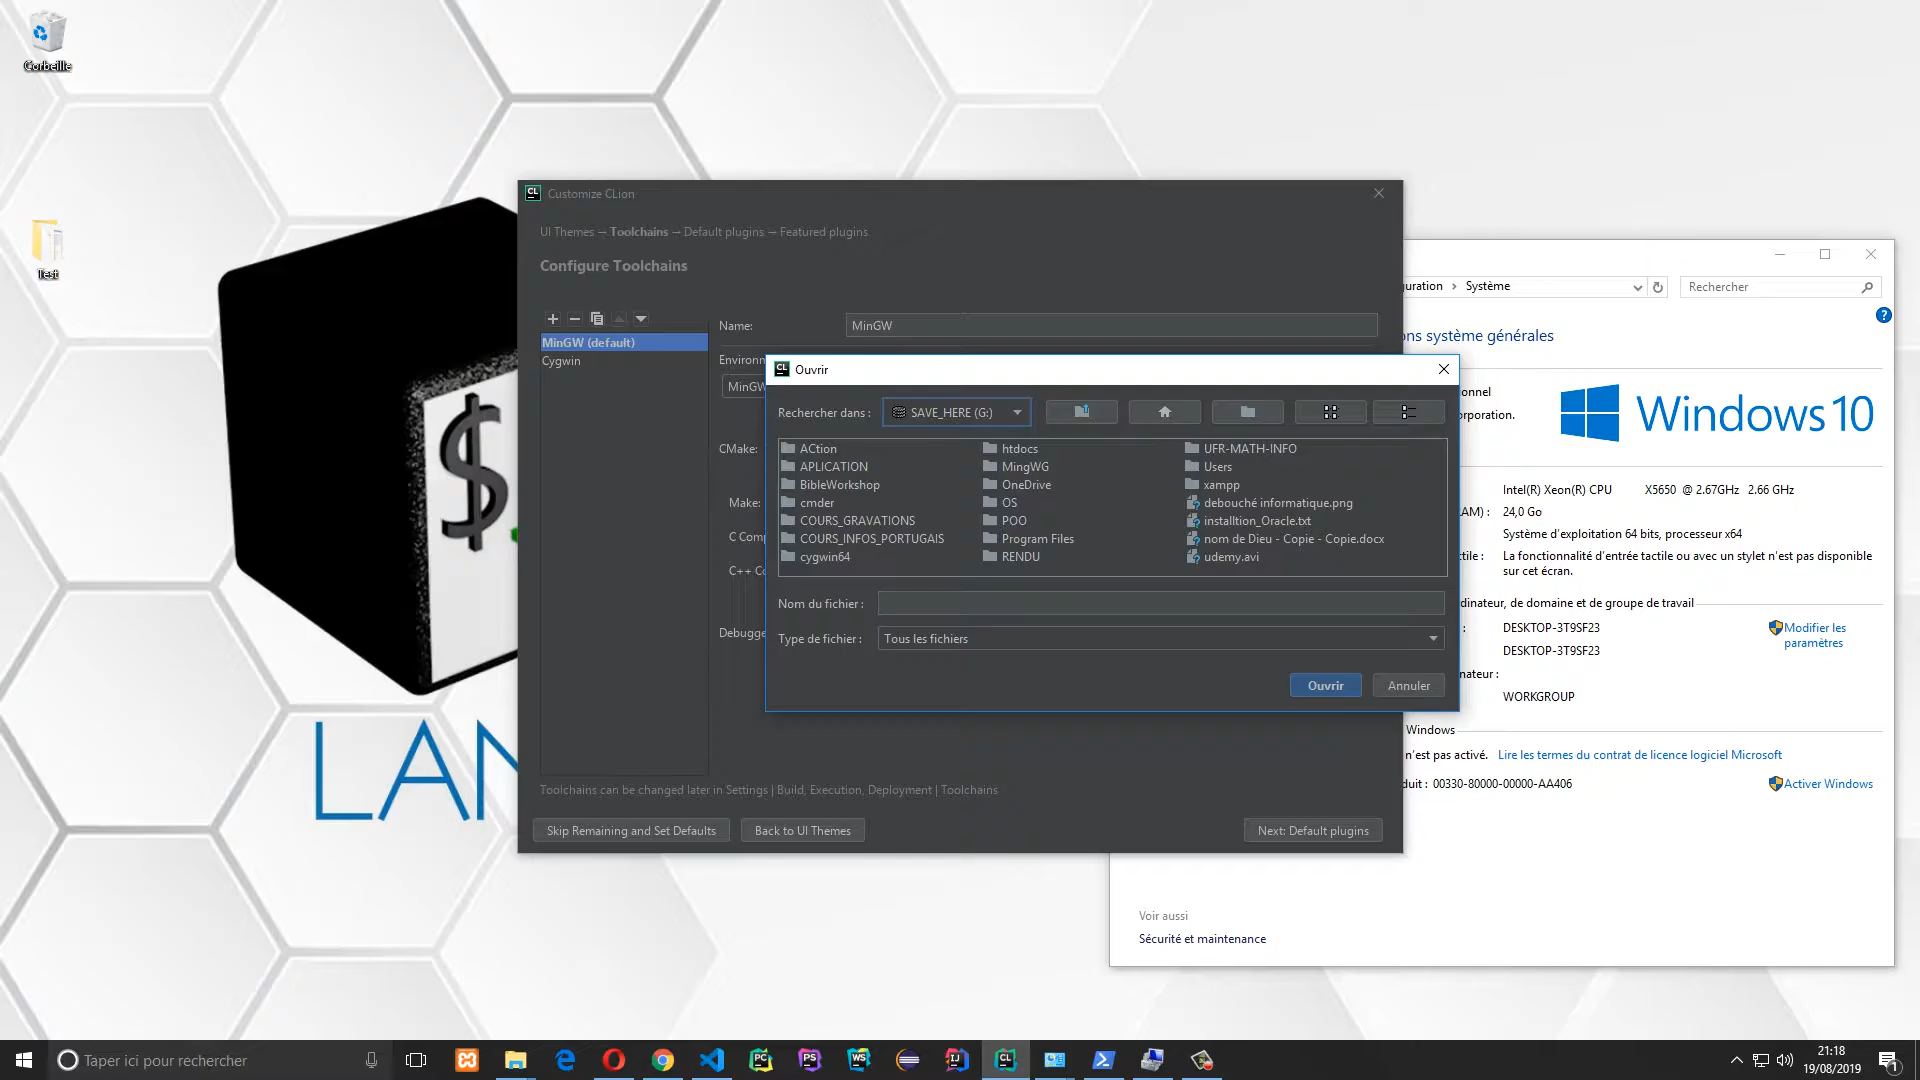 Corbeille
Test
$
LAN
Customize CLion
UI Themes → Toolchains → Default plugins → Featured plugins
Configure Toolchains
MinGW (default)
Cygwin
Name:
MinGW
Environm
MinGW
CMake:
Make:
C Comp
C++ Co
Debugge
Toolchains can be changed later in Settings | Build, Execution, Deployment | Toolchains
Skip Remaining and Set Defaults
Back to UI Themes
Next: Default plugins
Ouvrir
Rechercher dans :
SAVE_HERE (G:)
ACtion
APLICATION
BibleWorkshop
cmder
COURS_GRAVATIONS
COURS_INFOS_PORTUGAIS
cygwin64
htdocs
MingWG
OneDrive
OS
POO
Program Files
RENDU
UFR-MATH-INFO
Users
xampp
debouché informatique.png
installtion_Oracle.txt
nom de Dieu - Copie - Copie.docx
udemy.avi
Nom du fichier :
Type de fichier :
Tous les fichiers
Ouvrir
Annuler
guration > Système
Rechercher
ons système générales
onnel
orporation.
Windows 10
Intel(R) Xeon(R) CPU X5650 @ 2.67GHz 2.66 GHz
AM) : 24,0 Go
Système d'exploitation 64 bits, processeur x64
ctile : La fonctionnalité d'entrée tactile ou avec un stylet n'est pas disponible
sur cet écran.
dinateur, de domaine et de groupe de travail
: DESKTOP-3T9SF23
Modifier les
paramètres
DESKTOP-3T9SF23
nateur :
WORKGROUP
Windows
n'est pas activé. Lire les termes du contrat de licence logiciel Microsoft
duit : 00330-80000-00000-AA406
Activer Windows
Voir aussi
Sécurité et maintenance
Taper ici pour rechercher
21:18
19/08/2019